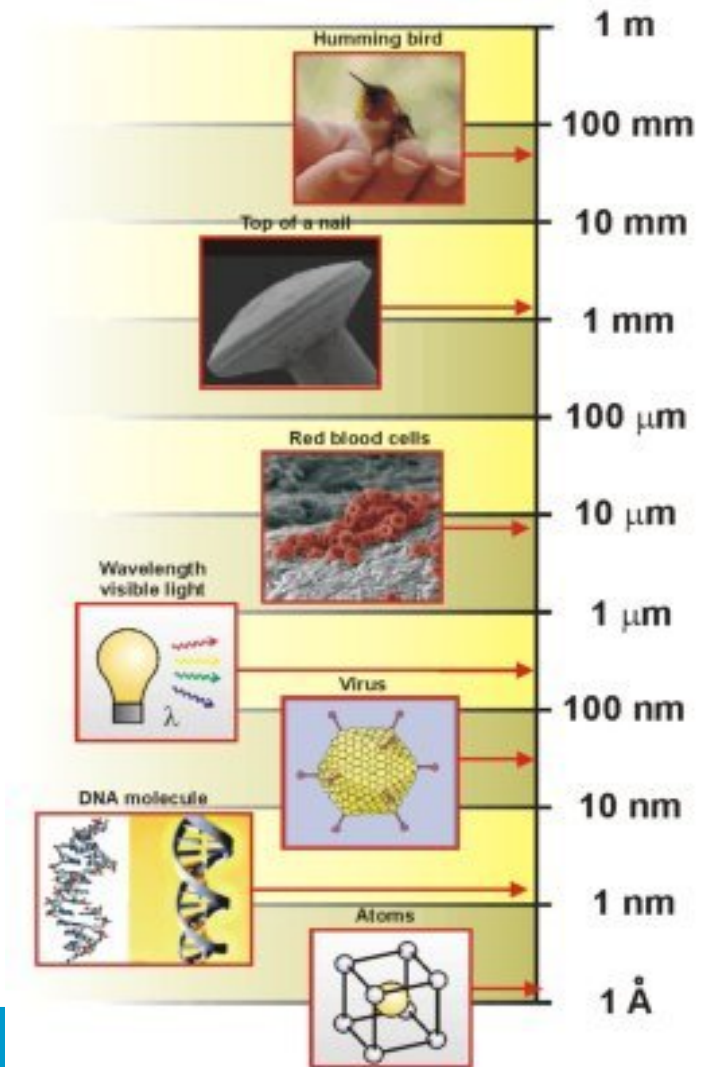 1 m
Humming bird
100 mm
10 mm
Top of a nail
1 mm
100 μm
Red blood cells
10 μm
Wavelength
visible light
λ
1 μm
Virus
100 nm
DNA molecule
10 nm
1 nm
Atoms
1 Å